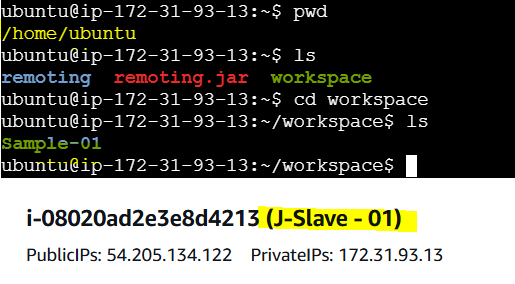 ubuntu@ip-172-31-93-13:~$ pwd
/home/ubuntu
ubuntu@ip-172-31-93-13:~$ ls
remoting  remoting.jar  workspace
ubuntu@ip-172-31-93-13:~$ cd workspace
ubuntu@ip-172-31-93-13:~/workspace$ ls
Sample-01
ubuntu@ip-172-31-93-13:~/workspace$
i-08020ad2e3e8d4213 (J-Slave - 01)
PublicIPs: 54.205.134.122    PrivateIPs: 172.31.93.13